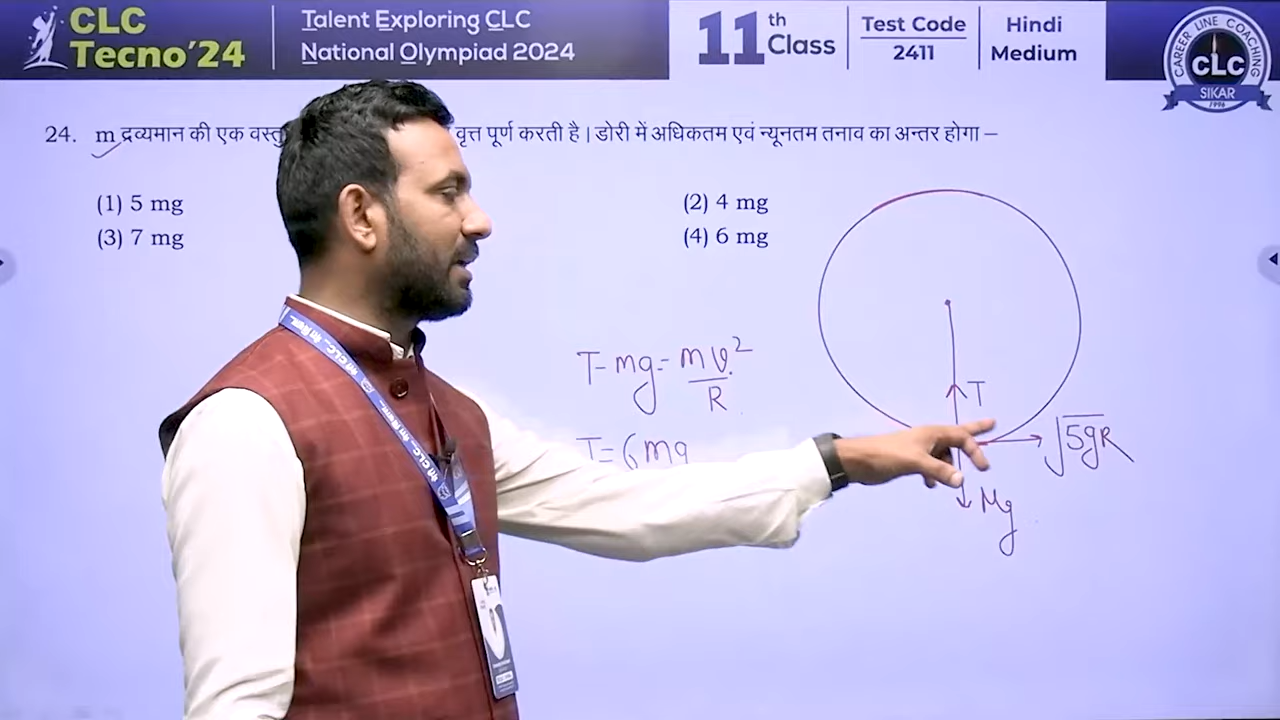 CLC
Tecno'24
Talent Exploring CLC
National Olympiad 2024
11th Class
Test Code
2411
Hindi
Medium
CAREER LINE COACHING
CLC
SIKAR
1996
24. m द्रव्यमान की एक वस्तु वृत्त पूर्ण करती है। डोरी में अधिकतम एवं न्यूनतम तनाव का अन्तर होगा –
(1) 5 mg
(2) 4 mg
(3) 7 mg
(4) 6 mg
T-mg=mv²/R
T=6mg
T
√5gR
Mg
CLC